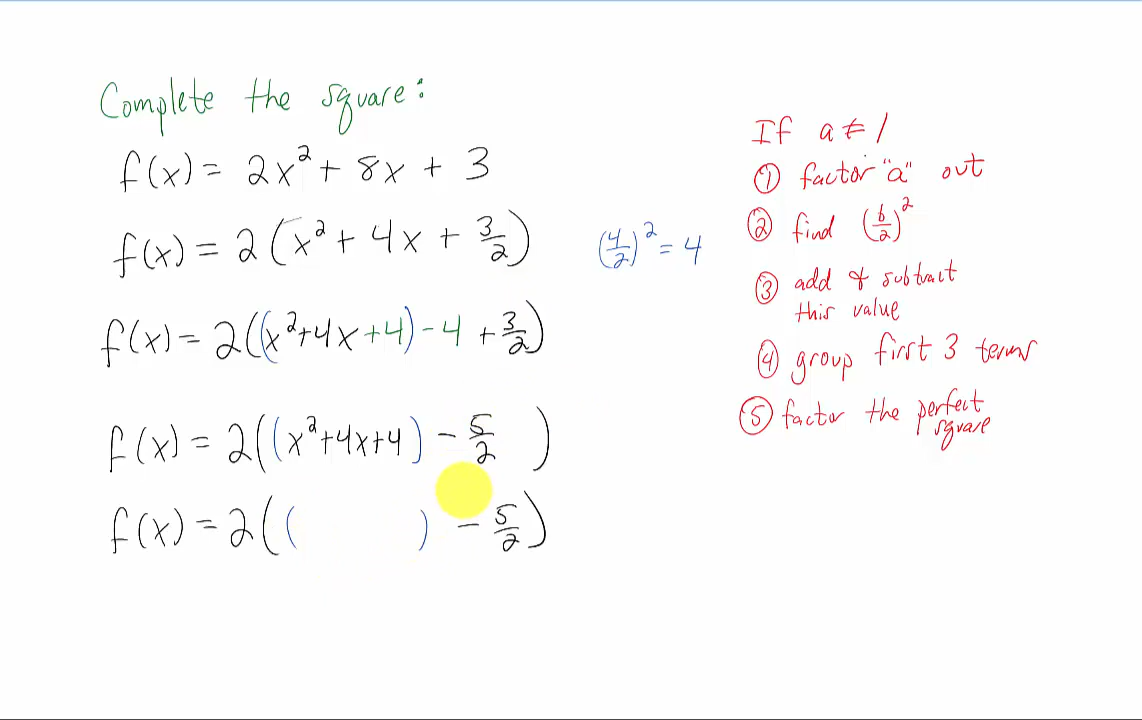 Complete the square:
f(x) = 2x² + 8x + 3
f(x) = 2(x² + 4x + 3/2)
(4/2)² = 4
f(x) = 2((x²+4x+4) - 4 + 3/2)
f(x) = 2((x²+4x+4) - 5/2)
f(x) = 2(( ) - 5/2)
If a ≠ 1
① factor "a" out
② find (b/2)²
③ add & subtract
this value
④ group first 3 terms
⑤ factor the perfect
square